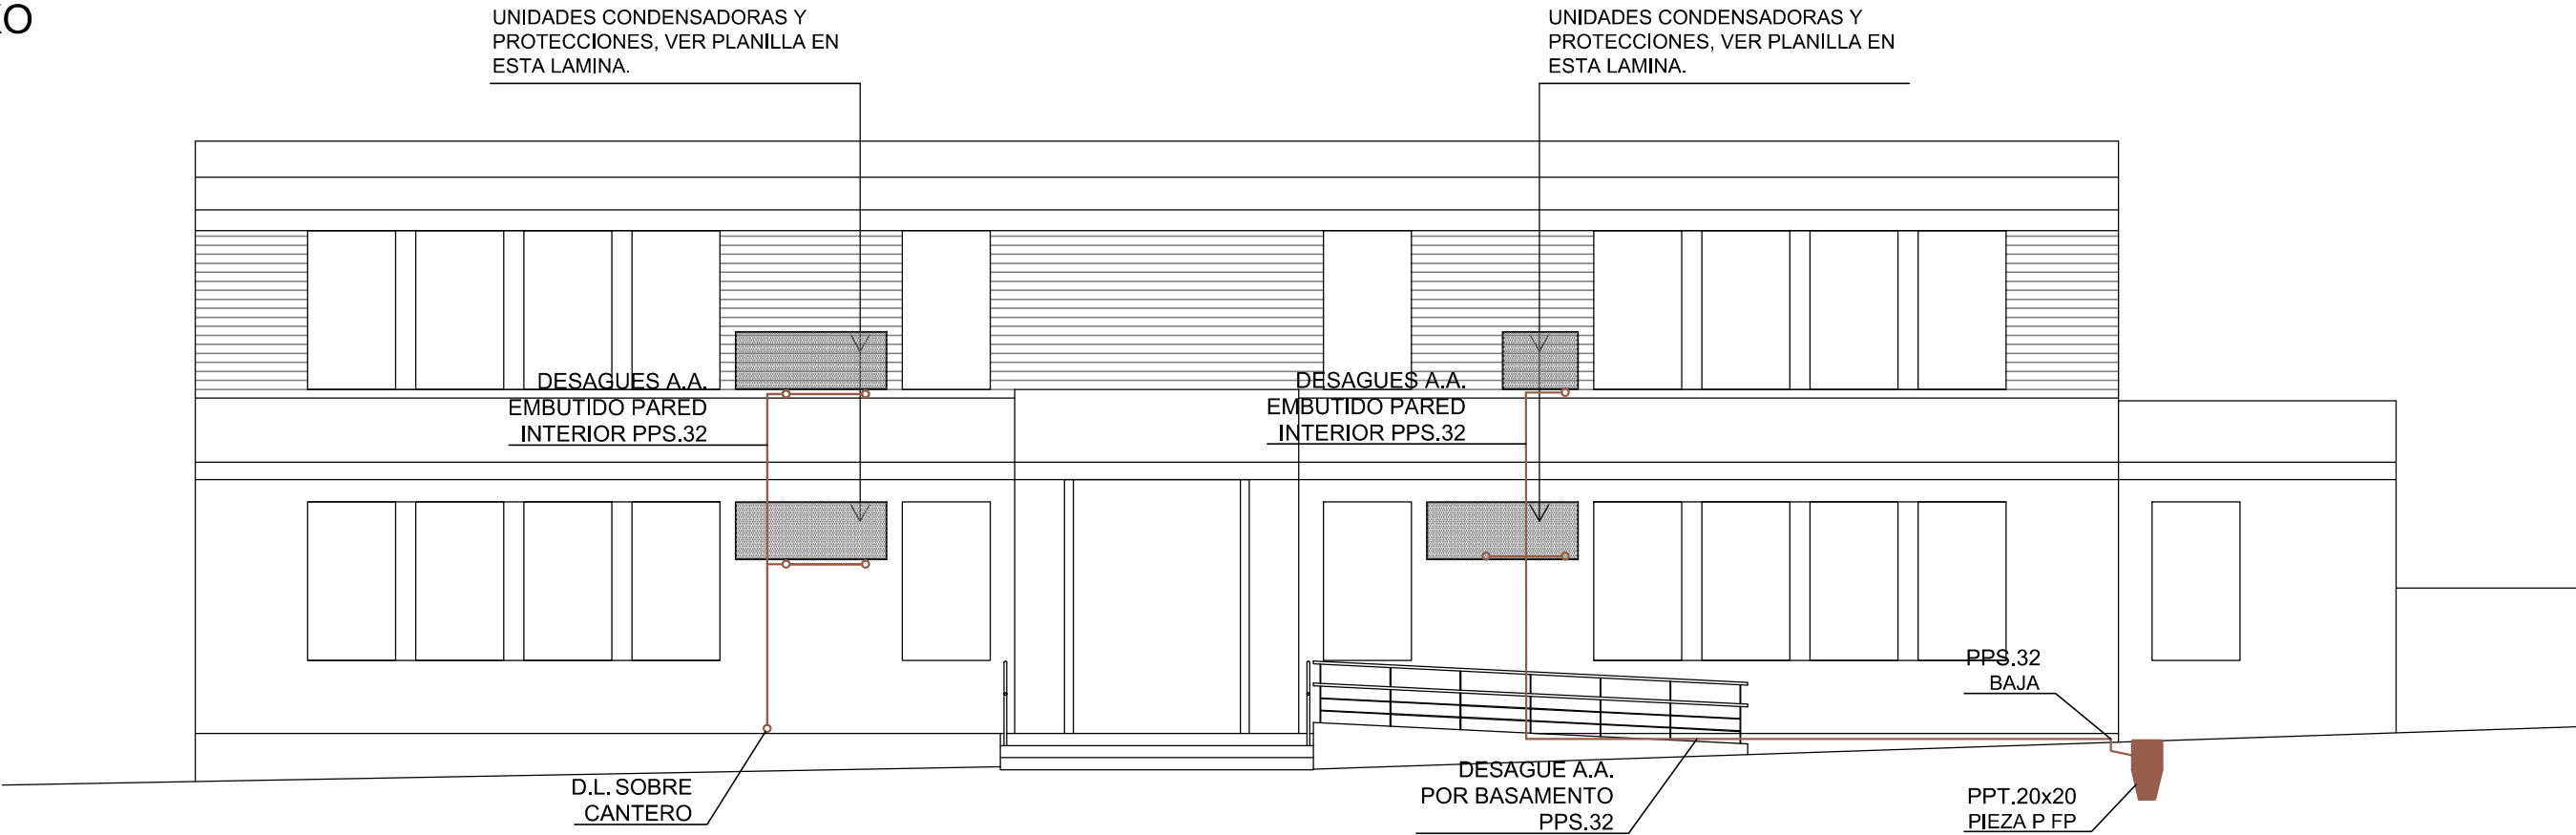 UNIDADES CONDENSADORAS Y
PROTECCIONES, VER PLANILLA EN
ESTA LAMINA.
UNIDADES CONDENSADORAS Y
PROTECCIONES, VER PLANILLA EN
ESTA LAMINA.
DESAGUES A.A.
EMBUTIDO PARED
INTERIOR PPS.32
DESAGUES A.A.
EMBUTIDO PARED
INTERIOR PPS.32
PPS.32
BAJA
D.L. SOBRE
CANTERO
DESAGUE A.A.
POR BASAMENTO
PPS.32
PPT.20x20
PIEZA P FP